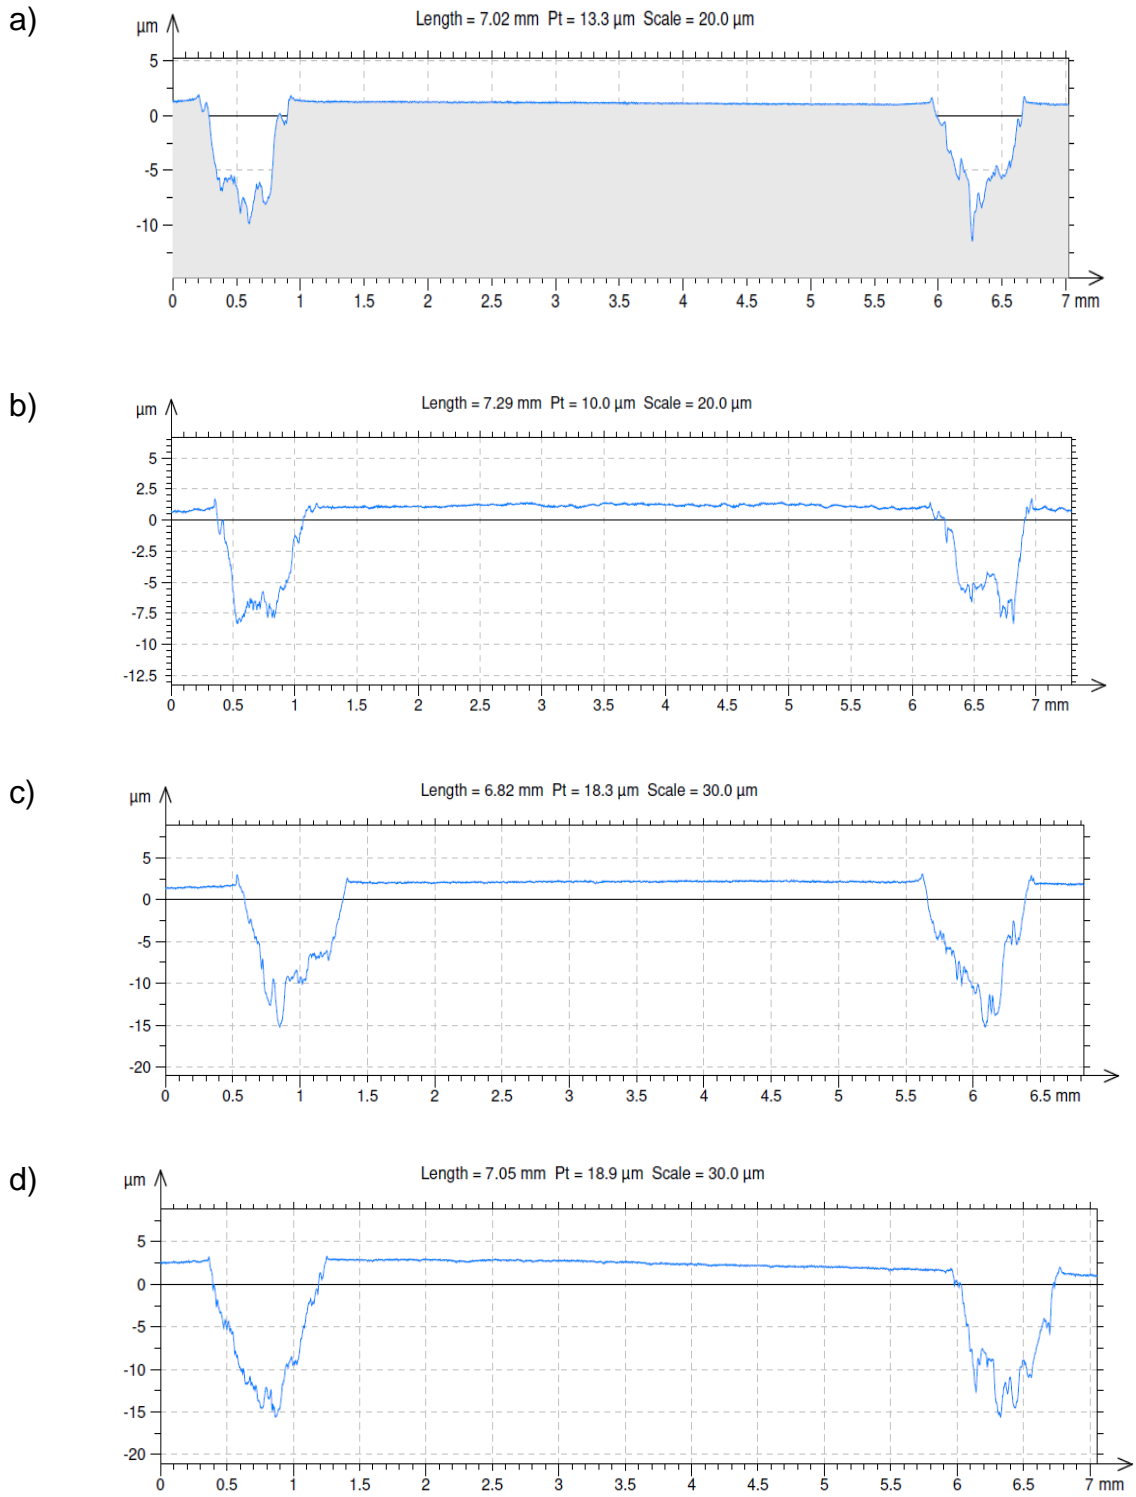 a)
Length = 7.02 mm Pt = 13.3 µm Scale = 20.0 µm
µm
5
0
-5
-10
0 0.5 1 1.5 2 2.5 3 3.5 4 4.5 5 5.5 6 6.5 7 mm
b)
Length = 7.29 mm Pt = 10.0 µm Scale = 20.0 µm
µm
5
2.5
0
-2.5
-5
-7.5
-10
-12.5
0 0.5 1 1.5 2 2.5 3 3.5 4 4.5 5 5.5 6 6.5 7 mm
c)
Length = 6.82 mm Pt = 18.3 µm Scale = 30.0 µm
µm
5
0
-5
-10
-15
-20
0 0.5 1 1.5 2 2.5 3 3.5 4 4.5 5 5.5 6 6.5 mm
d)
Length = 7.05 mm Pt = 18.9 µm Scale = 30.0 µm
µm
5
0
-5
-10
-15
-20
0 0.5 1 1.5 2 2.5 3 3.5 4 4.5 5 5.5 6 6.5 7 mm